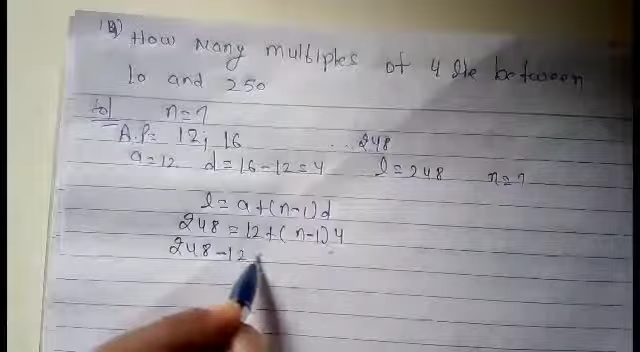 19) How Many multiples of 4 lie between
10 and 250
Sol n=?
A.P= 12, 16 ... 248
a=12 d=16-12=4 l=248 n=?
l=a+(n-1)d
248=12+(n-1)4
248-12